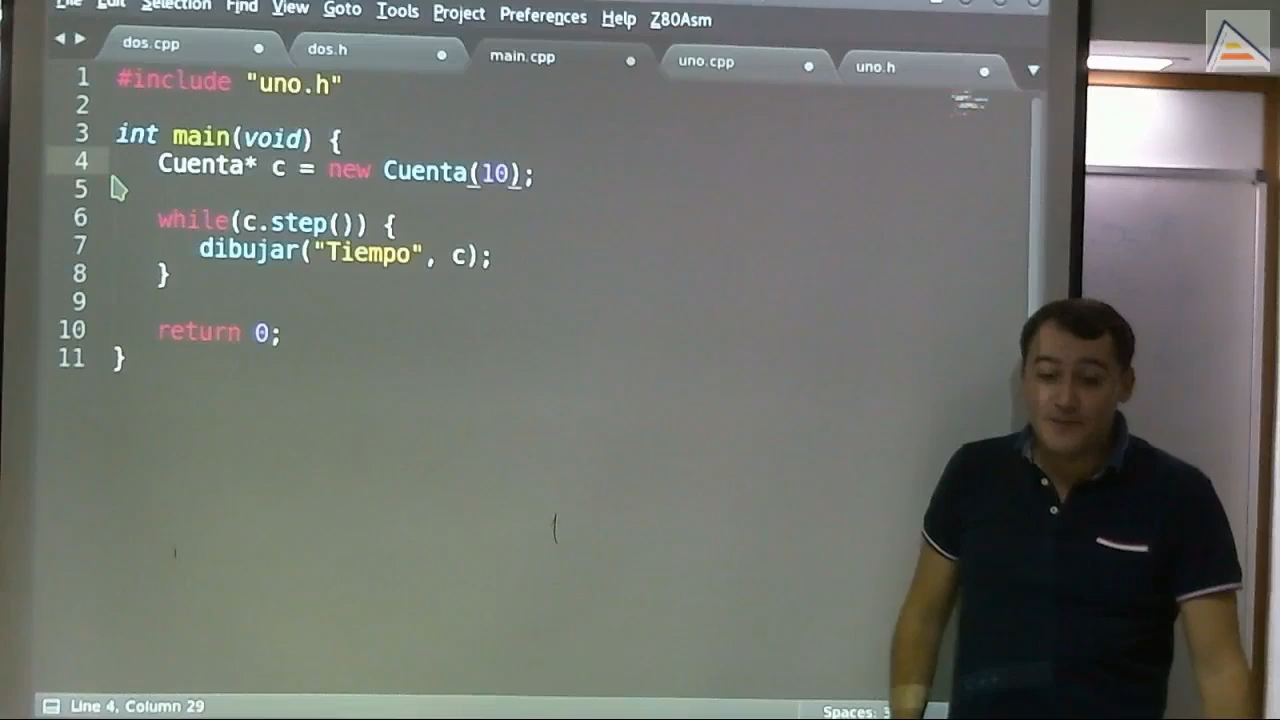 File Edit Selection Find View Goto Tools Project Preferences Help Z80Asm
dos.cpp dos.h main.cpp uno.cpp uno.h
1 #include "uno.h"
2
3 int main(void) {
4 Cuenta* c = new Cuenta(10);
5
6 while(c.step()) {
7 dibujar("Tiempo", c);
8 }
9
10 return 0;
11 }
Line 4, Column 29
Spaces: 3